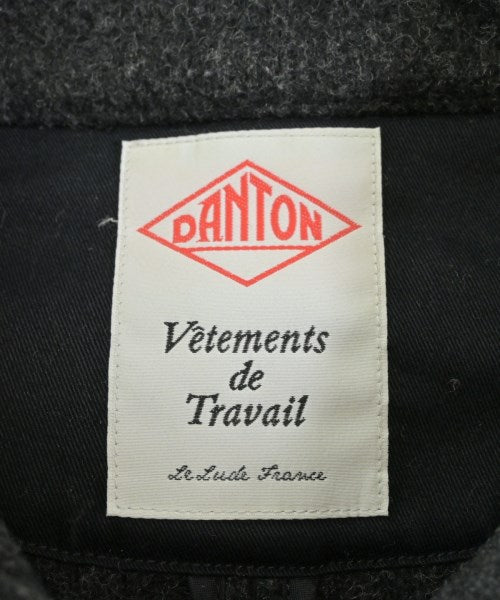 DANTON
Vêtements
de
Travail
Le Lude France